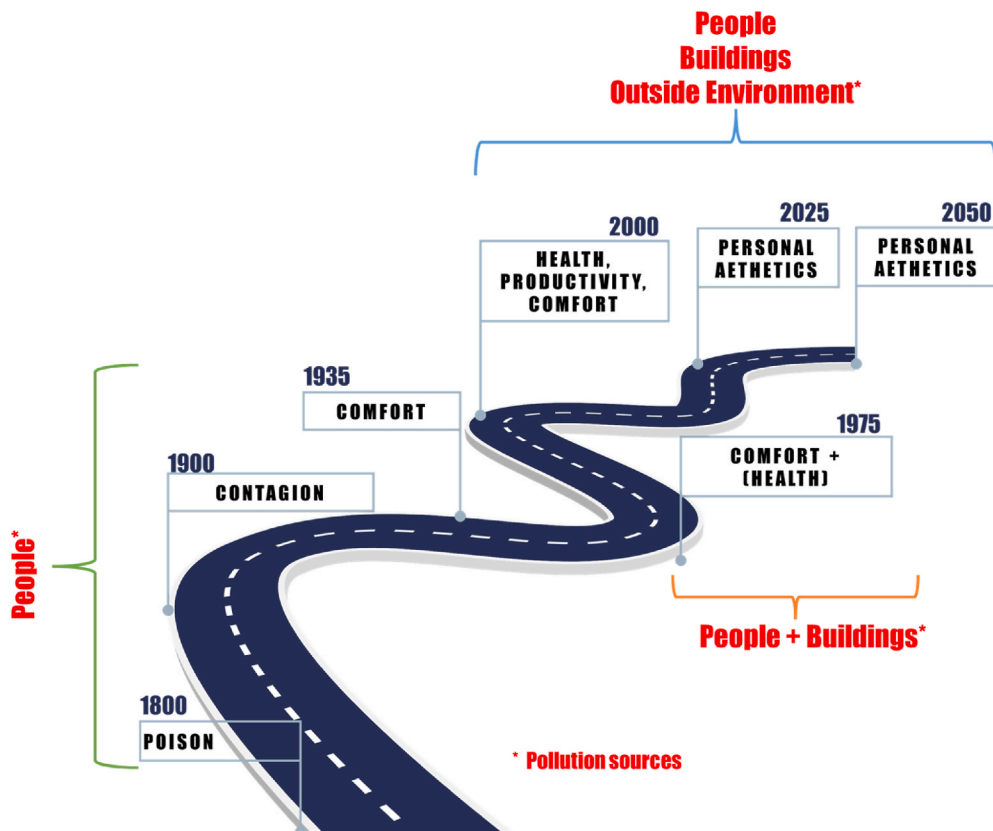 People
Buildings
Outside Environment*
2000
HEALTH,
PRODUCTIVITY,
COMFORT
2025
PERSONAL
AETHETICS
2050
PERSONAL
AETHETICS
1935
COMFORT
1975
COMFORT +
(HEALTH)
1900
CONTAGION
People*
People + Buildings*
1800
POISON
* Pollution sources